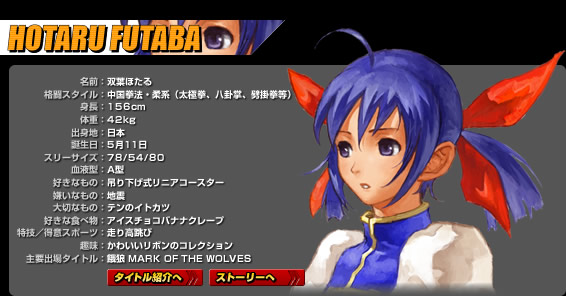 HOTARU FUTABA
名前：双葉ほたる
格闘スタイル：中国拳法・柔系（太極拳、八卦掌、劈掛拳等）
身長：156cm
体重：42kg
出身地：日本
誕生日：5月11日
スリーサイズ：78/54/80
血液型：A型
好きなもの：吊り下げ式リニアコースター
嫌いなもの：地震
大切なもの：テンのイトカツ
好きな食べ物：アイスチョコバナナクレープ
特技／得意スポーツ：走り高跳び
趣味：かわいいリボンのコレクション
主要出場タイトル：餓狼 MARK OF THE WOLVES
タイトル紹介へ
ストーリーへ